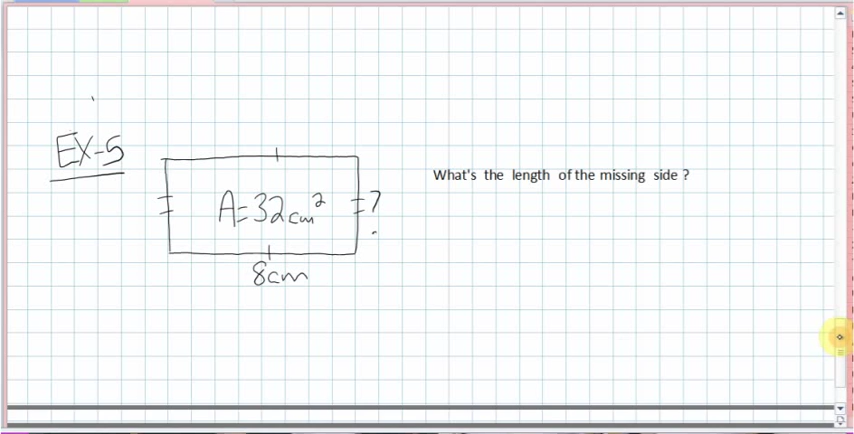 EX-5
A=32cm²
?
8cm
What's the length of the missing side ?